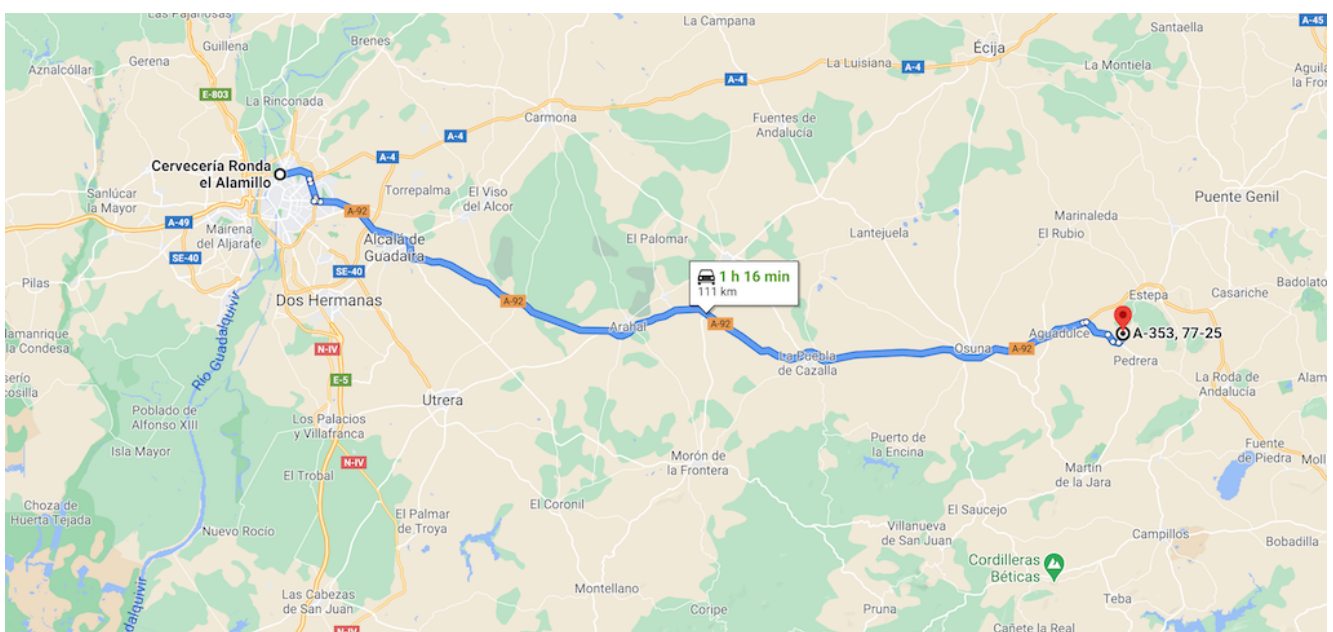 Las Pajanosas
La Campana
Santaella
A-45
Guillena
Brenes
Écija
Aznalcóllar
Gerena
La Luisiana
A-4
La Montiela
A-4
E-803
La Rinconada
Carmona
Fuentes de
Andalucía
A-4
Cervecería Ronda
el Alamillo
A-4
Torrepalma
Sanlúcar
la Mayor
El Viso
del Alcor
Puente Genil
A-92
A-49
Mairena
del Aljarafe
Marinaleda
El Rubio
Alcalá de
Guadaíra
El Palomar
Lantejuela
SE-40
SE-40
1 h 16 min
111 km
Pilas
Badolato
Casariche
Estepa
Dos Hermanas
A-92
Arahal
A-92
Aguadulce
A-353, 77-25
N-IV
Osuna
A-92
La Puebla
de Cazalla
Pedrera
E-5
La Roda de
Andalucía
Río Guadalquivir
Utrera
Poblado de
Alfonso XIII
Los Palacios
y Villafranca
Puerto de
la Encina
Fuente
de Piedra
Isla Mayor
Morón de
la Frontera
N-IV
El Trobal
Martín
de la Jara
Choza de
Huerta Tejada
El Coronil
El Saucejo
El Palmar
de Troya
Nuevo Rocío
Villanueva
de San Juan
Campillos
Bobadilla
Cordilleras
Béticas
Montellano
Las Cabezas
de San Juan
Teba
Coripe
Pruna
Cañete la Real
N-IV